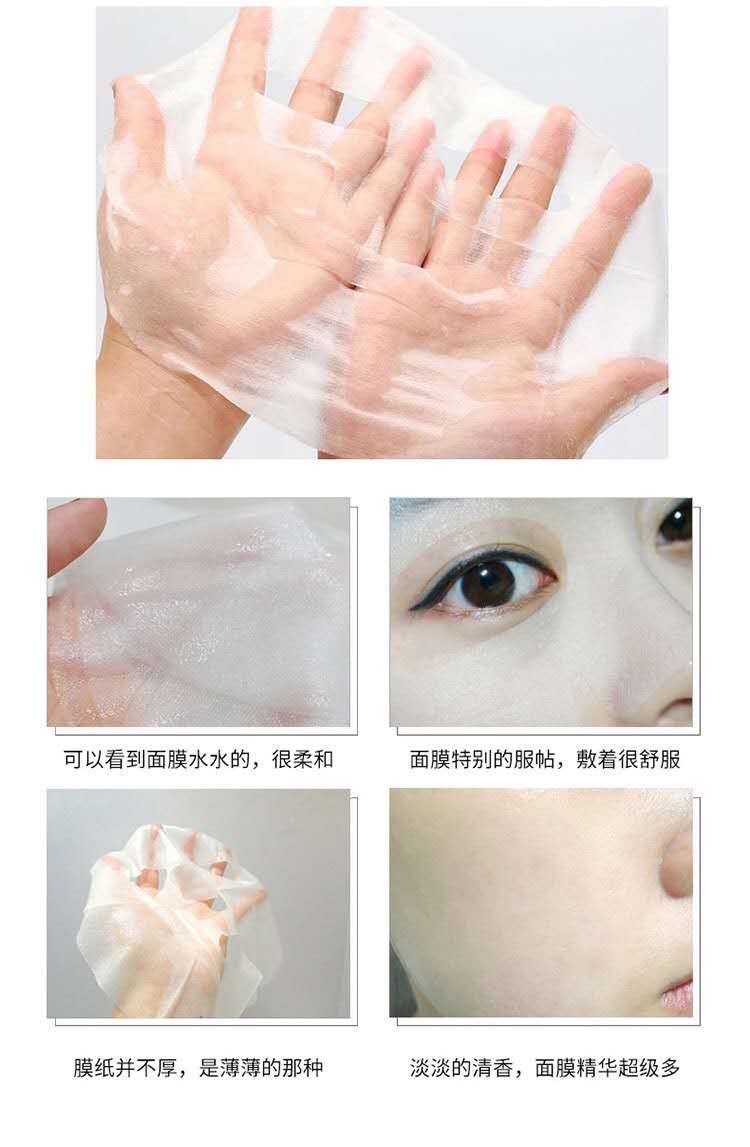 可以看到面膜水水的，很柔和
面膜特别的服帖，敷着很舒服
膜纸并不厚，是薄薄的那种
淡淡的清香，面膜精华超级多